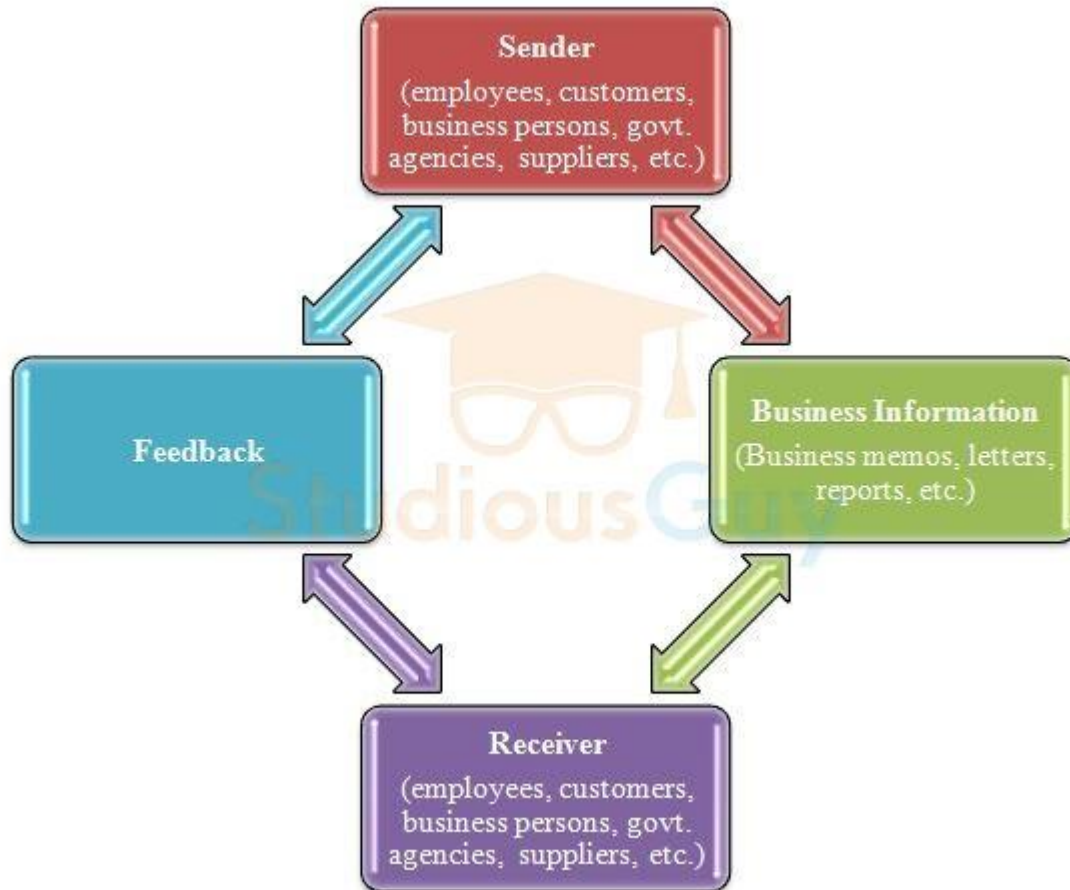 Sender
(employees, customers,
business persons, govt.
agencies, suppliers, etc.)
Feedback
Business Information
(Business memos, letters,
reports, etc.)
StudiousGuy
Receiver
(employees, customers,
business persons, govt.
agencies, suppliers, etc.)